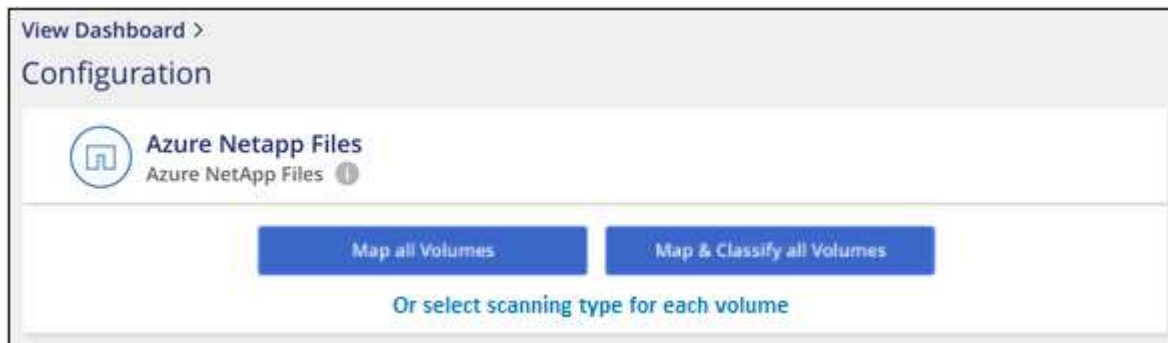 View Dashboard >
Configuration
Azure Netapp Files
Azure NetApp Files
Map all Volumes
Map & Classify all Volumes
Or select scanning type for each volume